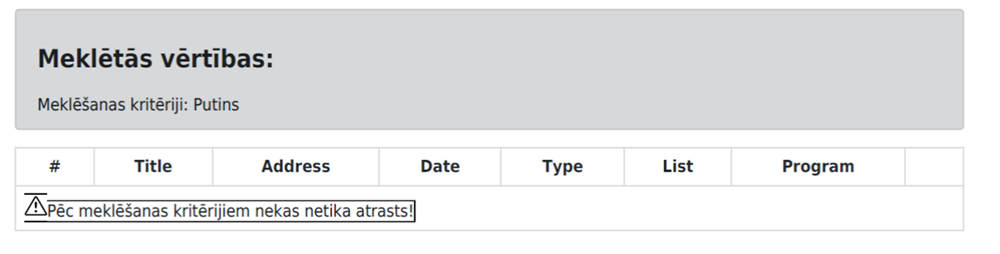 Meklētās vērtības:
Meklēšanas kritēriji: Putins
# Title Address Date Type List Program
Pēc meklēšanas kritērijiem nekas netika atrasts!